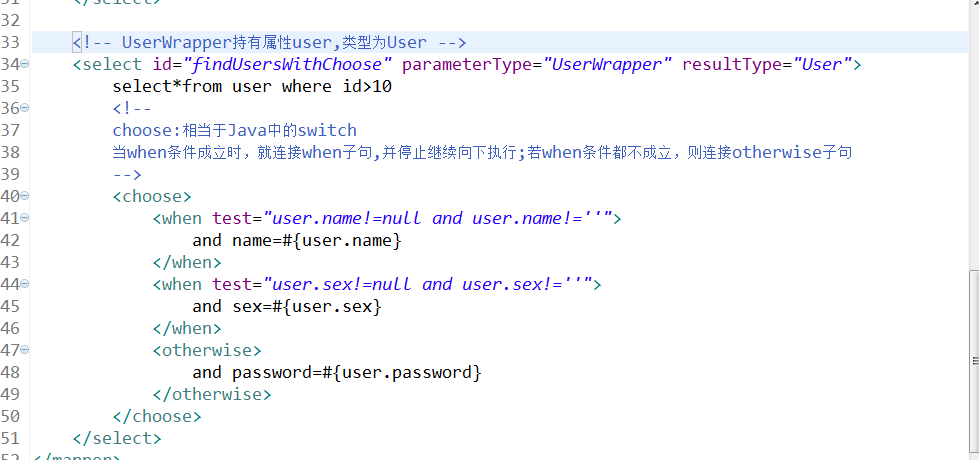 31 </select>
32
33 <!-- UserWrapper持有属性user,类型为User -->
34 <select id="findUsersWithChoose" parameterType="UserWrapper" resultType="User">
35 select*from user where id>10
36 <!--
37 choose:相当于Java中的switch
38 当when条件成立时，就连接when子句,并停止继续向下执行;若when条件都不成立，则连接otherwise子句
39 -->
40 <choose>
41 <when test="user.name!=null and user.name!=''">
42 and name=#{user.name}
43 </when>
44 <when test="user.sex!=null and user.sex!=''">
45 and sex=#{user.sex}
46 </when>
47 <otherwise>
48 and password=#{user.password}
49 </otherwise>
50 </choose>
51 </select>
52 </mapper>